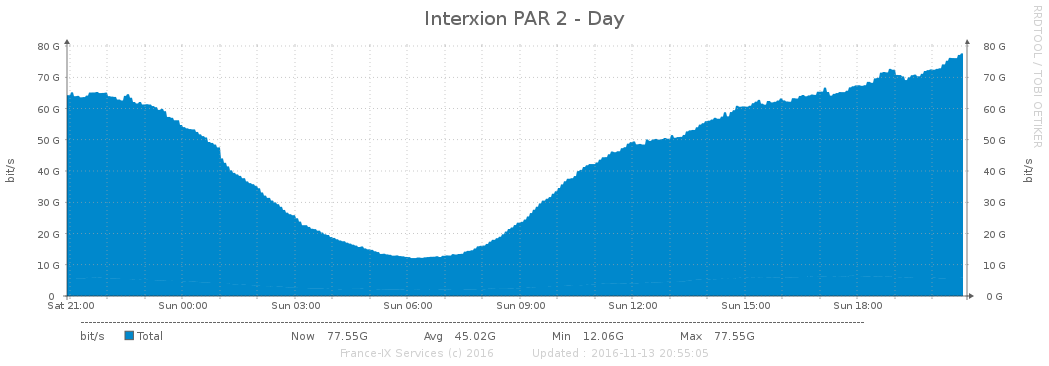 Interxion PAR 2 - Day
RRDTOOL / TOBI OETIKER
80 G 80 G
70 G 70 G
60 G 60 G
50 G 50 G
40 G 40 G
30 G 30 G
20 G 20 G
10 G 10 G
0 0 G
bit/s
bit/s
Sat 21:00 Sun 00:00 Sun 03:00 Sun 06:00 Sun 09:00 Sun 12:00 Sun 15:00 Sun 18:00
bit/s Total Now 77.55G Avg 45.02G Min 12.06G Max 77.55G
France-IX Services (c) 2016 Updated : 2016-11-13 20:55:05